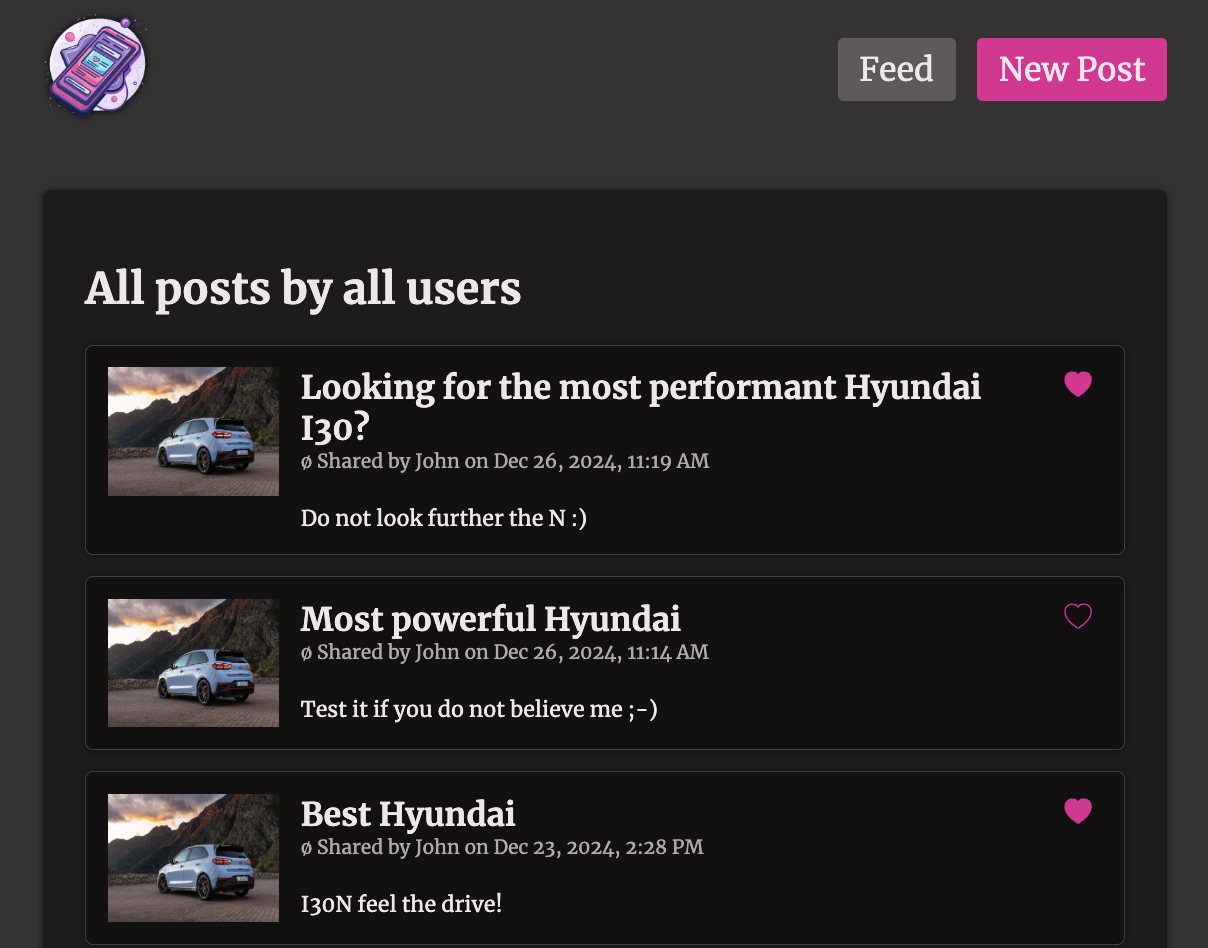 Feed
New Post
All posts by all users
Looking for the most performant Hyundai
I30?
ø Shared by John on Dec 26, 2024, 11:19 AM
Do not look further the N :)
Most powerful Hyundai
ø Shared by John on Dec 26, 2024, 11:14 AM
Test it if you do not believe me ;-)
Best Hyundai
ø Shared by John on Dec 23, 2024, 2:28 PM
I30N feel the drive!